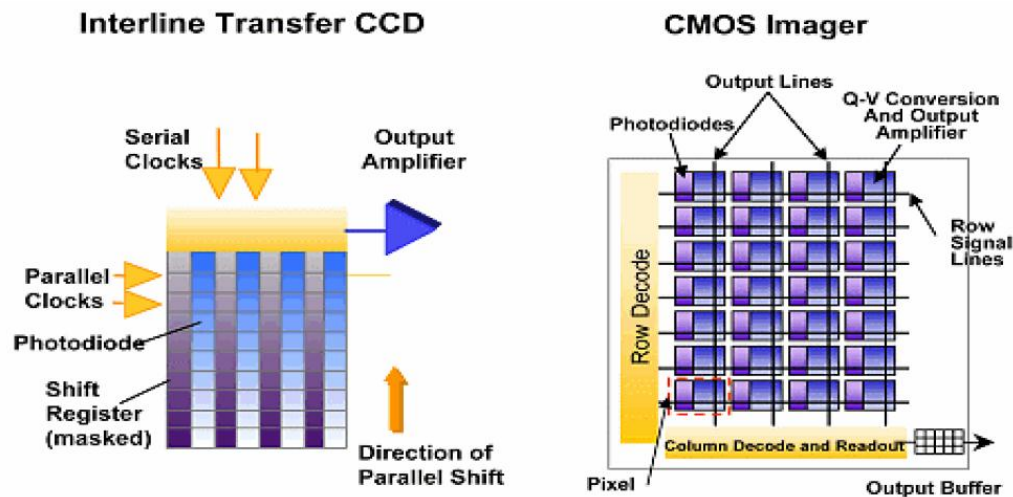 Interline Transfer CCD
Serial
Clocks
Output
Amplifier
Parallel
Clocks
Photodiode
Shift
Register
(masked)
Direction of
Parallel Shift
CMOS Imager
Output Lines
Q-V Conversion
And Output
Amplifier
Photodiodes
Row
Signal
Lines
Row Decode
Column Decode and Readout
Pixel
Output Buffer